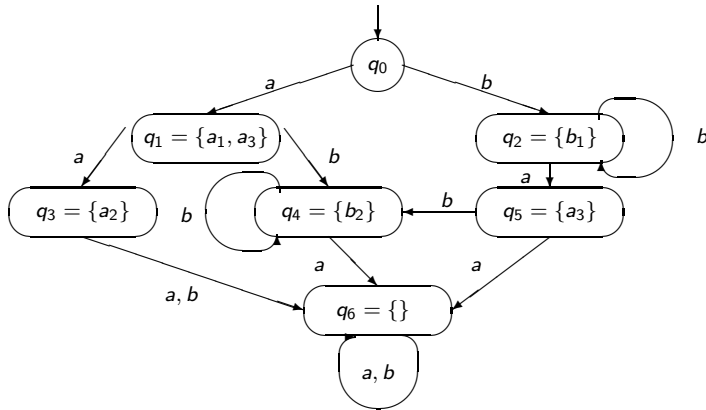 q₀
a
b
q₁ = {a₁, a₃}
q₂ = {b₁}
b
a
b
a
q₃ = {a₂}
b
q₄ = {b₂}
b
q₅ = {a₃}
a
a
a, b
q₆ = {}
a, b